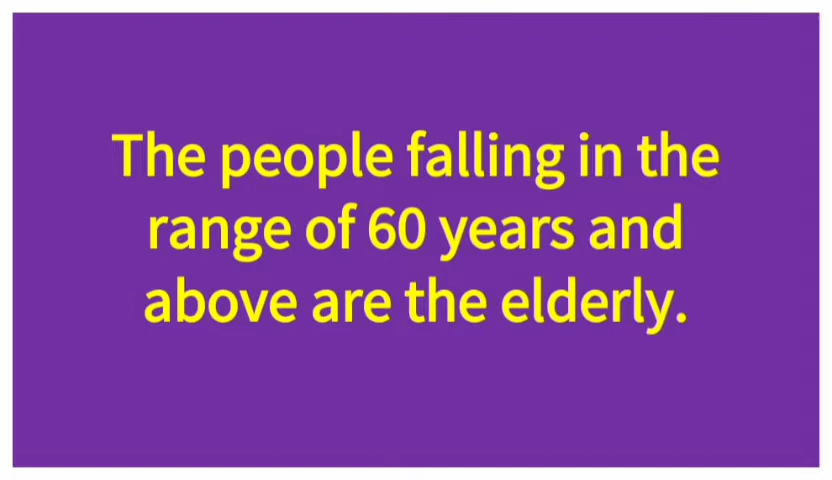 The people falling in the
range of 60 years and
above are the elderly.